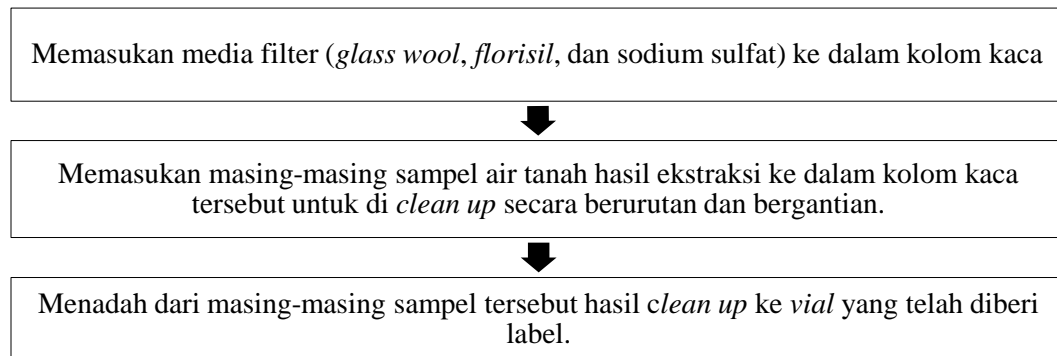 Memasukan media filter (glass wool, florisil, dan sodium sulfat) ke dalam kolom kaca
Memasukan masing-masing sampel air tanah hasil ekstraksi ke dalam kolom kaca
tersebut untuk di clean up secara berurutan dan bergantian.
Menadah dari masing-masing sampel tersebut hasil clean up ke vial yang telah diberi
label.